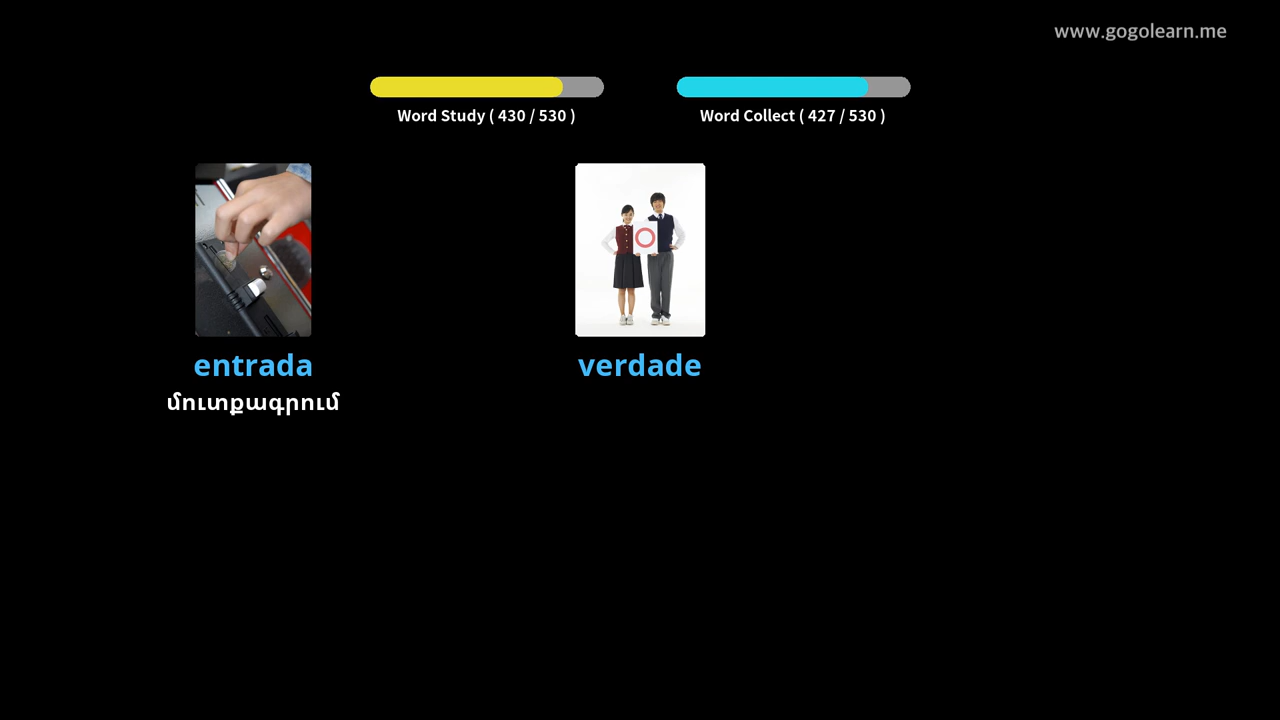 www.gogolearn.me
Word Study ( 430 / 530 )
Word Collect ( 427 / 530 )
entrada
verdade
մուտքագրում